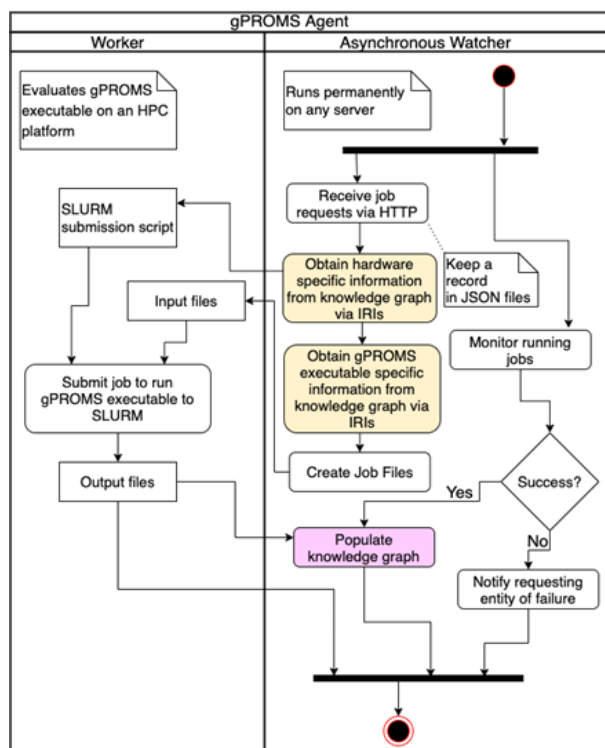 gPROMS Agent
Worker
Asynchronous Watcher
Evaluates gPROMS
executable on an HPC
platform
Runs permanently
on any server
SLURM
submission script
Receive job
requests via HTTP
Keep a
record
in JSON files
Obtain hardware
specific information
from knowledge graph
via IRIs
Input files
Monitor running
jobs
Obtain gPROMS
executable specific
information from
knowledge graph via
IRIs
Submit job to run
gPROMS executable to
SLURM
Create Job Files
Output files
Success?
Yes
No
Populate
knowledge graph
Notify requesting
entity of failure